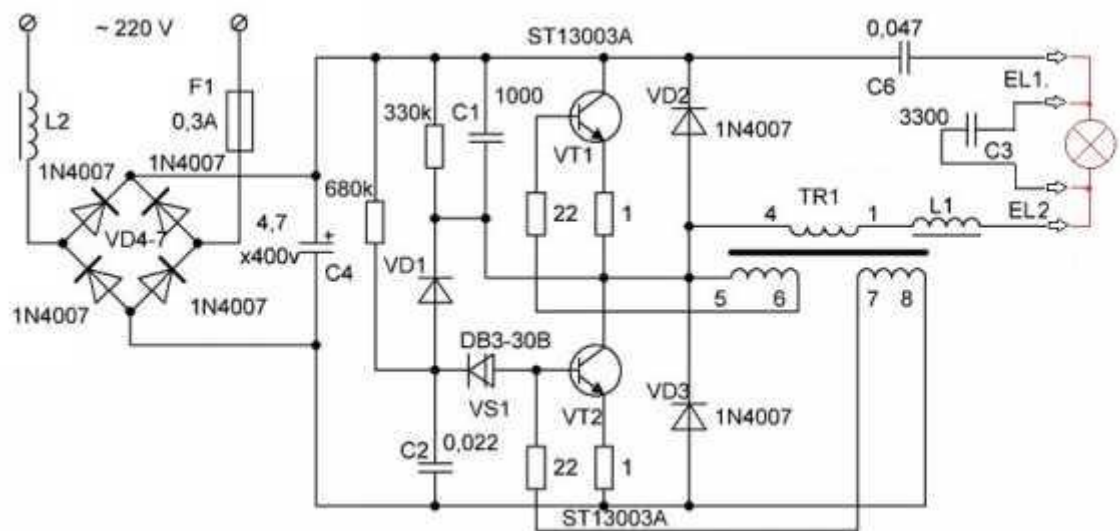 ~ 220 V
ST13003A
0,047
F1
0,3A
L2
330k
C1
1000
VD2
1N4007
C6
EL1.
3300
C3
VT1
1N4007
1N4007
680k
22
1
TR1
4
1
L1
EL2
VD4-7
4,7
x400v
C4
+
VD1
5
6
7
8
1N4007
1N4007
DB3-30B
VS1
VT2
VD3
1N4007
C2
0,022
22
1
ST13003A